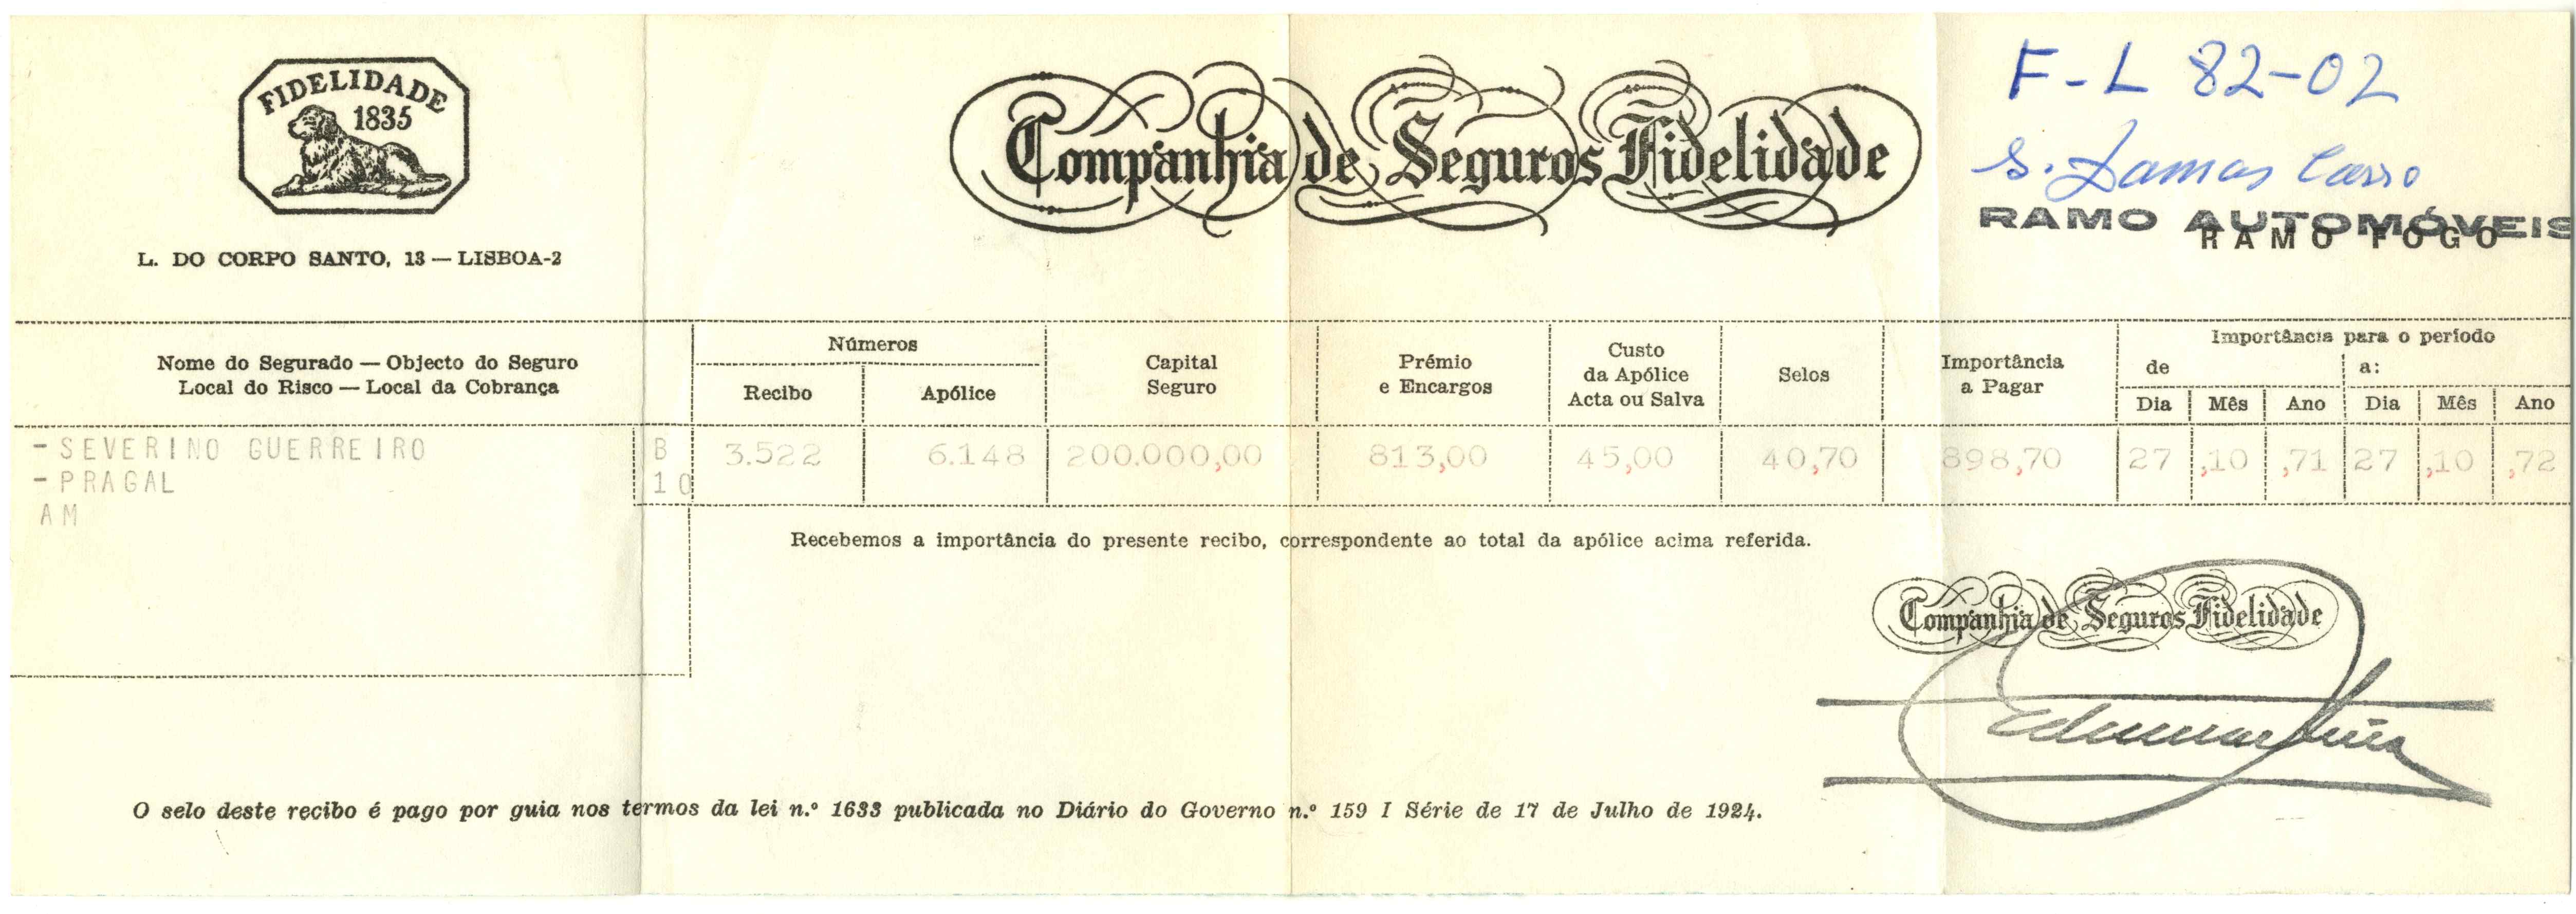 FIDELIDADE
1835
L. DO CORPO SANTO, 13 — LISBOA-2
Companhia de Seguros Fidelidade
F-L 82-02
S.
RAMO AUTOMÓVEIS
RAMO FOGO
Nome do Segurado — Objecto do Seguro
Local do Risco — Local da Cobrança
Números
Recibo
Apólice
Capital
Seguro
Prémio
e Encargos
Custo
da Apólice
Acta ou Salva
Selos
Importância
a Pagar
Importância para o período
de a:
Dia Mês Ano Dia Mês Ano
-SEVERINO GUERREIRO
-PRAGAL
AM
B
10
3.522 6.148 200.000,00 813,00 45,00 40,70 898,70 27 ,10 ,71 27 ,10 ,72
Recebemos a importância do presente recibo, correspondente ao total da apólice acima referida.
Companhia de Seguros Fidelidade
O selo deste recibo é pago por guia nos termos da lei n.º 1633 publicada no Diário do Governo n.º 159 I Série de 17 de Julho de 1924.